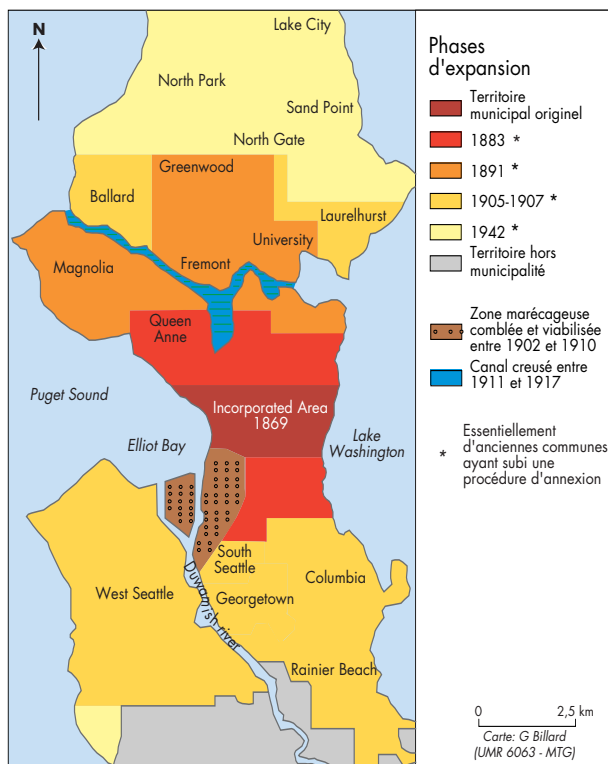 N
Lake City
North Park
Sand Point
North Gate
Greenwood
Ballard
Laurelhurst
University
Magnolia
Fremont
Queen
Anne
Puget Sound
Incorporated Area
1869
Elliot Bay
Lake
Washington
South
Seattle
Columbia
West Seattle
Georgetown
Duwamish river
Rainier Beach
Phases
d'expansion
Territoire
municipal originel
1883 *
1891 *
1905-1907 *
1942 *
Territoire hors
municipalité
Zone marécageuse
comblée et viabilisée
entre 1902 et 1910
Canal creusé entre
1911 et 1917
* Essentiellement
d'anciennes communes
ayant subi une
procédure d'annexion
0 2,5 km
Carte: G Billard
(UMR 6063 - MTG)